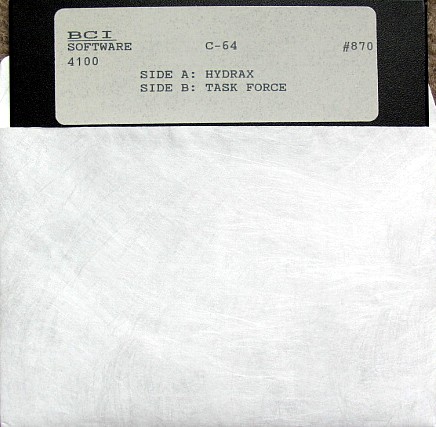 BCI
SOFTWARE C-64 #870
4100
SIDE A: HYDRAX
SIDE B: TASK FORCE